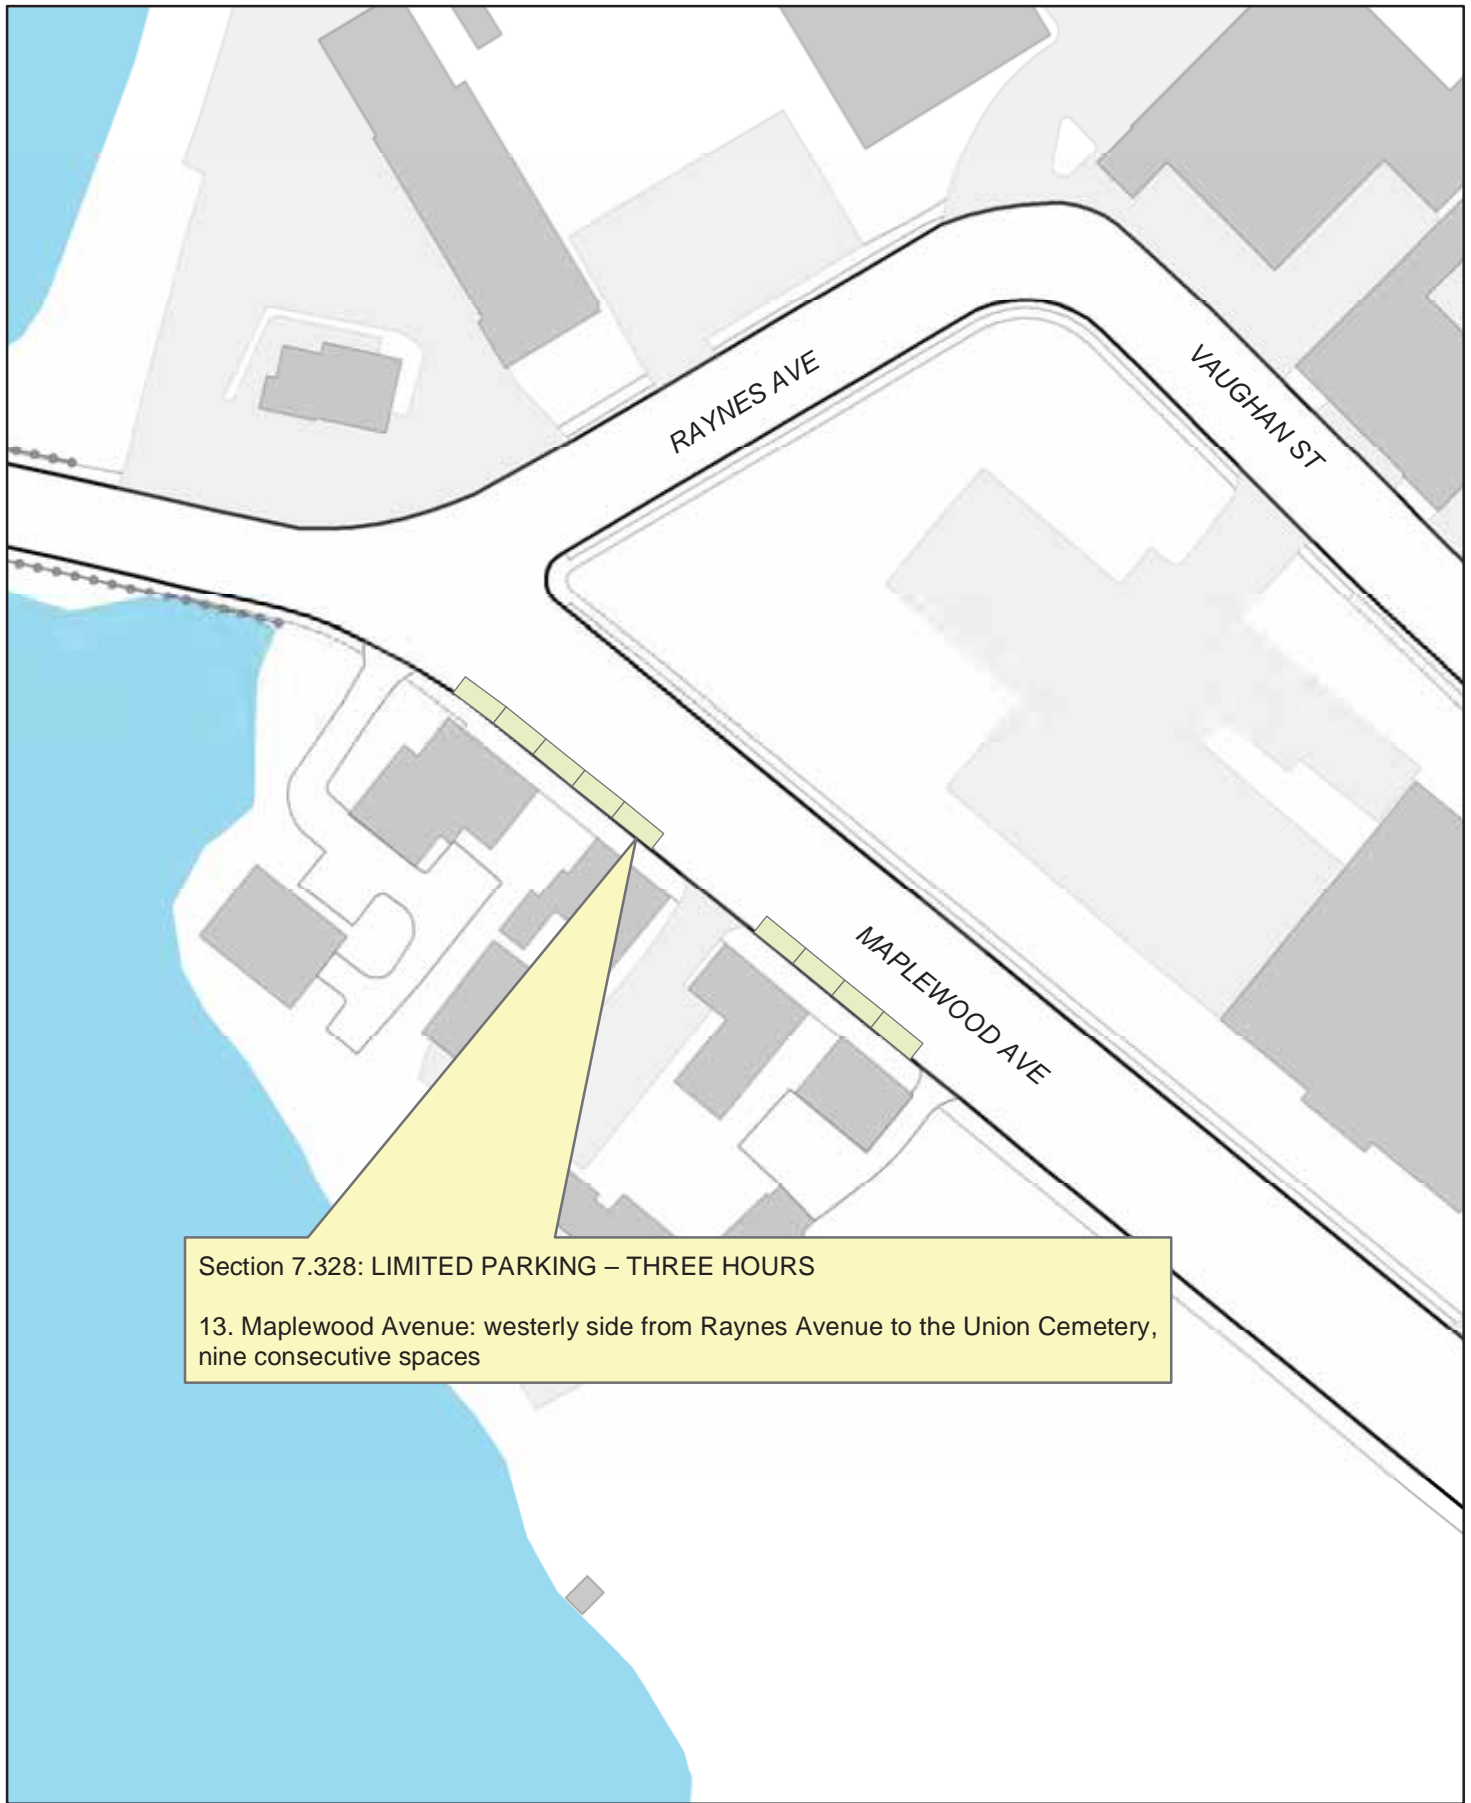 RAYNES AVE
VAUGHAN ST
MAPLEWOOD AVE
Section 7.328: LIMITED PARKING – THREE HOURS
13. Maplewood Avenue: westerly side from Raynes Avenue to the Union Cemetery,
nine consecutive spaces